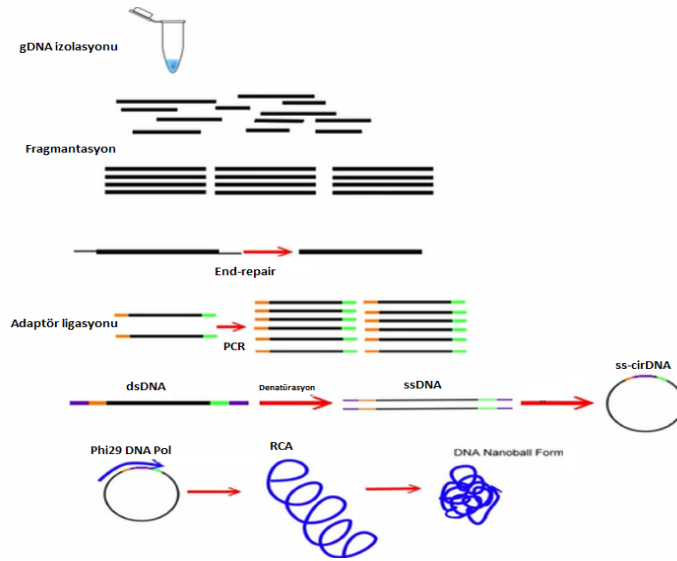 gDNA izolasyonu
Fragmantasyon
End-repair
Adaptör ligasyonu
PCR
dsDNA
Denatürasyon
ssDNA
ss-cirDNA
Phi29 DNA Pol
RCA
DNA Nanoball Form